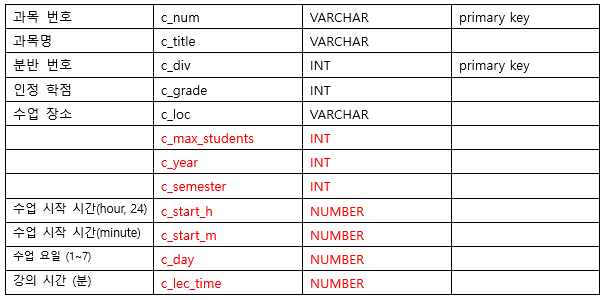 과목 번호 c_num VARCHAR primary key
과목명 c_title VARCHAR
분반 번호 c_div INT primary key
인정 학점 c_grade INT
수업 장소 c_loc VARCHAR
c_max_students INT
c_year INT
c_semester INT
수업 시작 시간(hour, 24) c_start_h NUMBER
수업 시작 시간(minute) c_start_m NUMBER
수업 요일 (1~7) c_day NUMBER
강의 시간 (분) c_lec_time NUMBER